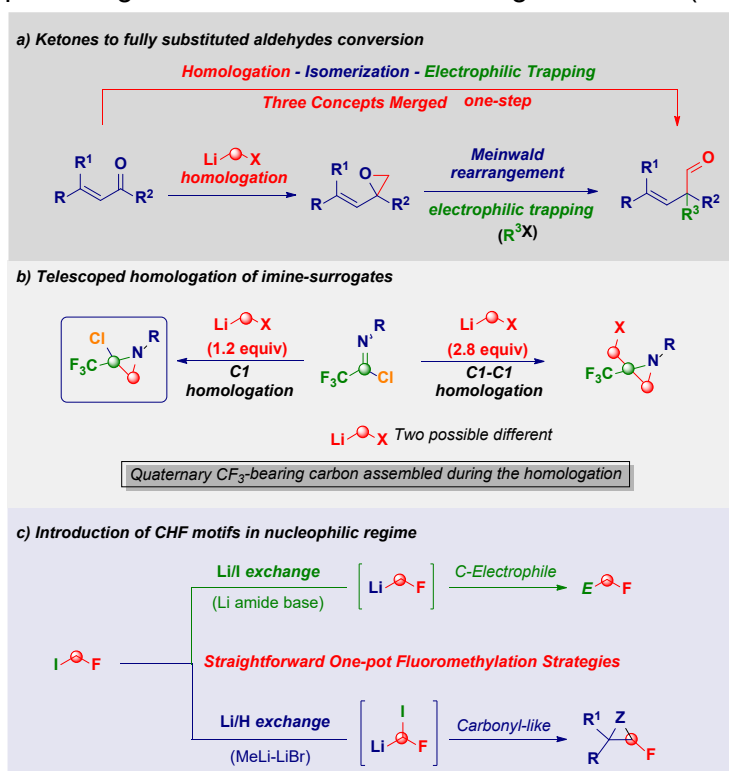 a) Ketones to fully substituted aldehydes conversion
Homologation - Isomerization - Electrophilic Trapping
Three Concepts Merged one-step
R¹ O
R R²
Li X
homologation
R¹ O
R R²
Meinwald
rearrangement
electrophilic trapping
(R³X)
R¹ O
R R³ R²
b) Telescoped homologation of imine-surrogates
Cl N R
F₃C
Li X
(1.2 equiv)
C1
homologation
N R
F₃C Cl
Li X
(2.8 equiv)
C1-C1
homologation
X
N R
F₃C
Li X Two possible different
Quaternary CF₃-bearing carbon assembled during the homologation
c) Introduction of CHF motifs in nucleophilic regime
Li/I exchange
(Li amide base)
Li F
C-Electrophile
E F
I F
Straightforward One-pot Fluoromethylation Strategies
Li/H exchange
(MeLi-LiBr)
I
Li F
Carbonyl-like
R¹ Z
R F